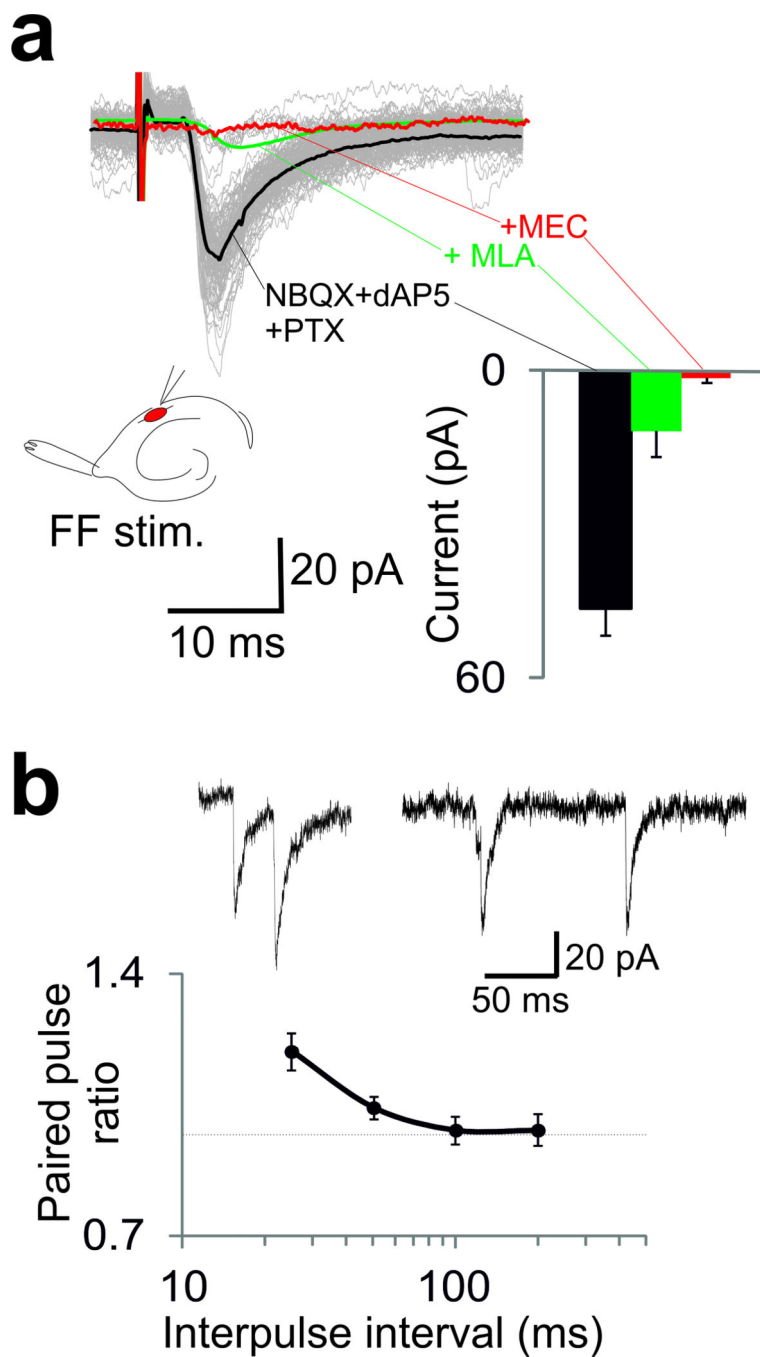 a
+MEC
+ MLA
NBQX+dAP5
+PTX
FF stim.
20 pA
10 ms
0
60
Current (pA)
b
20 pA
50 ms
1.4
0.7
Paired pulse
ratio
10
100
Interpulse interval (ms)